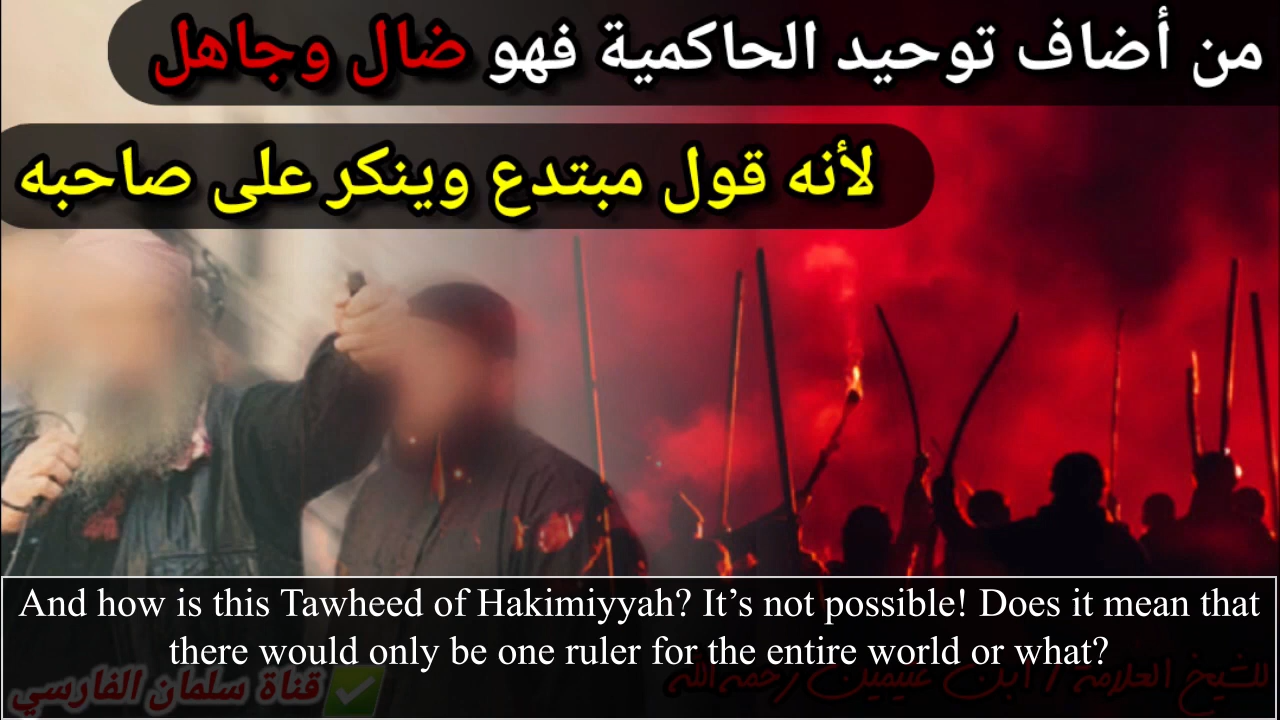 من أضاف توحيد الحاكمية فهو ضال وجاهل
لأنه قول مبتدع وينكر على صاحبه
And how is this Tawheed of Hakimiyyah? It’s not possible! Does it mean that
there would only be one ruler for the entire world or what?
للشيخ العلامة / ابن عثيمين رحمه الله
قناة سلمان الفارسي